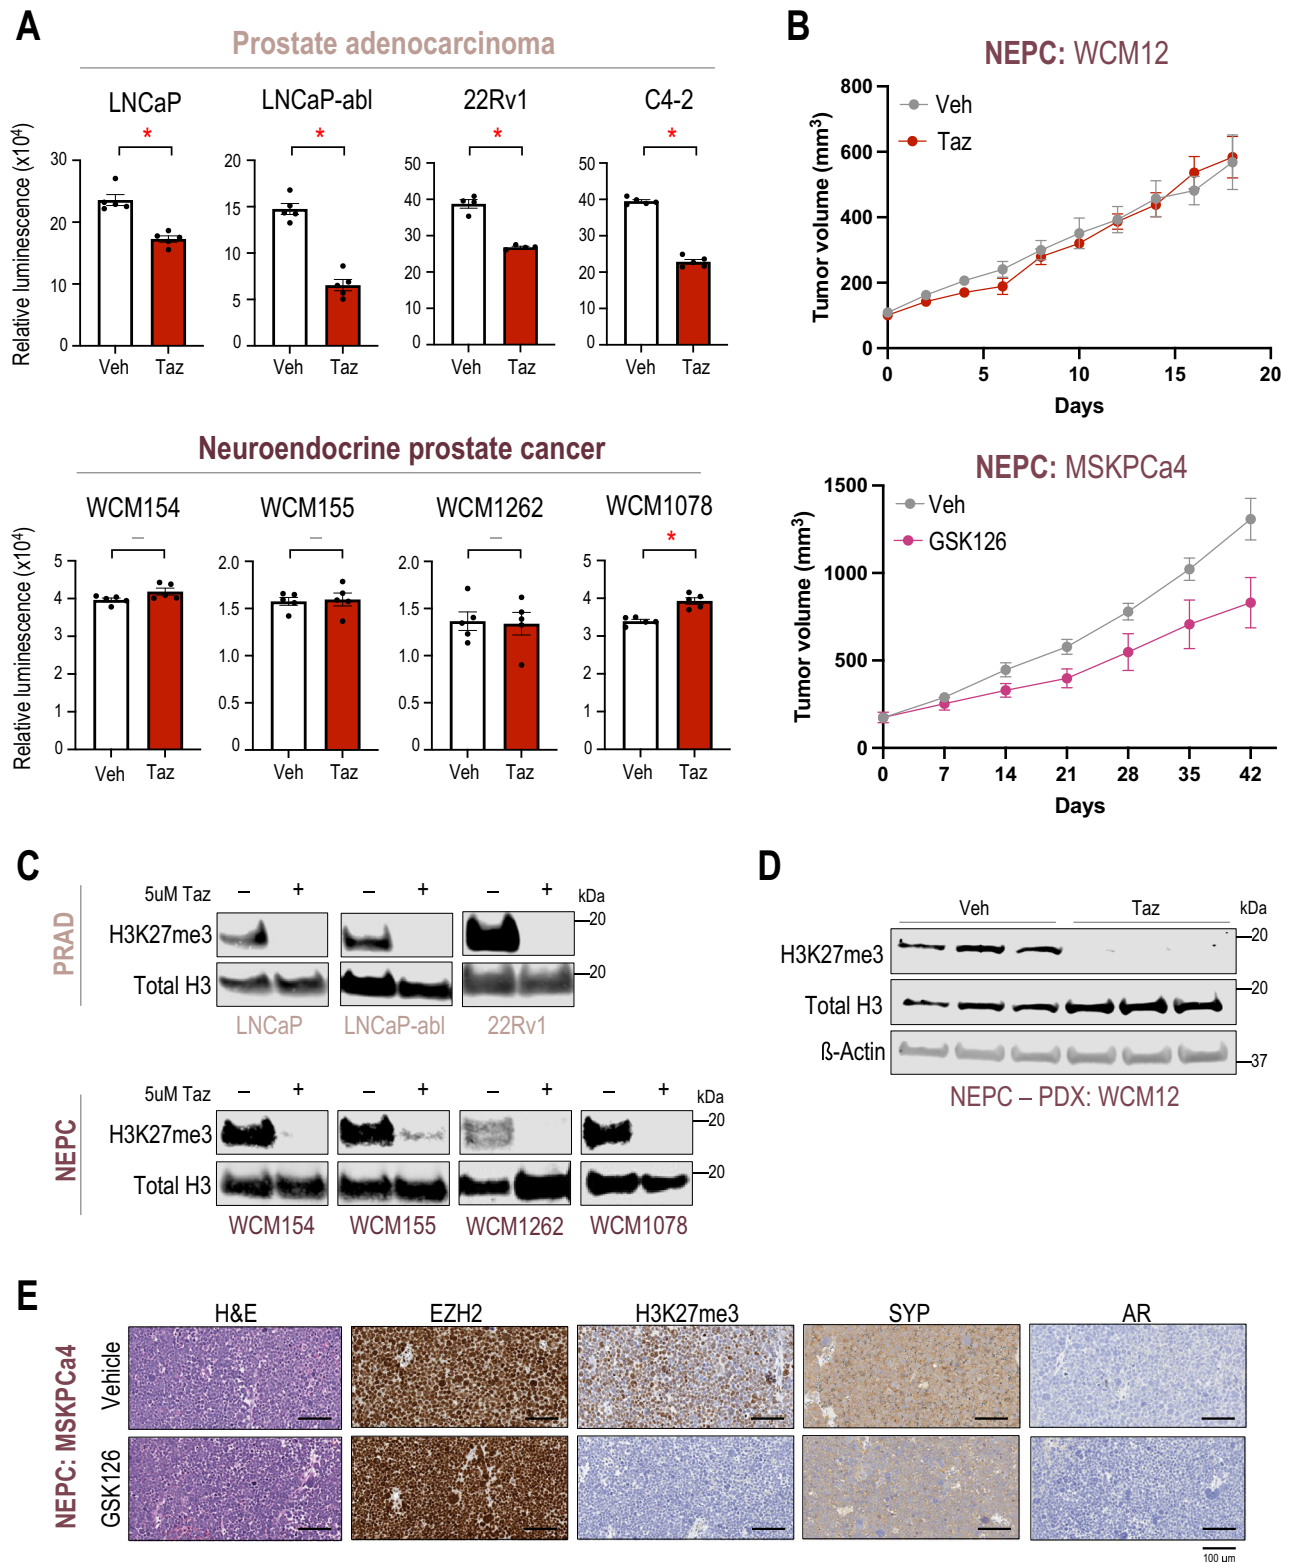 A
Prostate adenocarcinoma
LNCaP
LNCaP-abl
22Rv1
C4-2
* * * *
Relative luminescence (x10⁴)
30
20
10
0
20
15
10
5
0
50
40
30
20
10
0
50
40
30
20
10
0
Veh Taz
Veh Taz
Veh Taz
Veh Taz
Neuroendocrine prostate cancer
WCM154
WCM155
WCM1262
WCM1078
– – – *
Relative luminescence (x10⁴)
5
4
3
2
1
0
2.0
1.5
1.0
0.5
0
2.0
1.5
1.0
0.5
0
5
4
3
2
1
0
Veh Taz
Veh Taz
Veh Taz
Veh Taz
B
NEPC: WCM12
Veh
Taz
Tumor volume (mm³)
800
600
400
200
0
0 5 10 15 20
Days
NEPC: MSKPCa4
Veh
GSK126
Tumor volume (mm³)
1500
1000
500
0
0 7 14 21 28 35 42
Days
C
PRAD
5uM Taz – + – + – + kDa
H3K27me3 20
Total H3 20
LNCaP LNCaP-abl 22Rv1
NEPC
5uM Taz – + – + – + – + kDa
H3K27me3 20
Total H3 20
WCM154 WCM155 WCM1262 WCM1078
D
Veh Taz kDa
H3K27me3 20
Total H3 20
ß-Actin 37
NEPC – PDX: WCM12
E
NEPC: MSKPCa4
H&E EZH2 H3K27me3 SYP AR
Vehicle
GSK126
100 µm